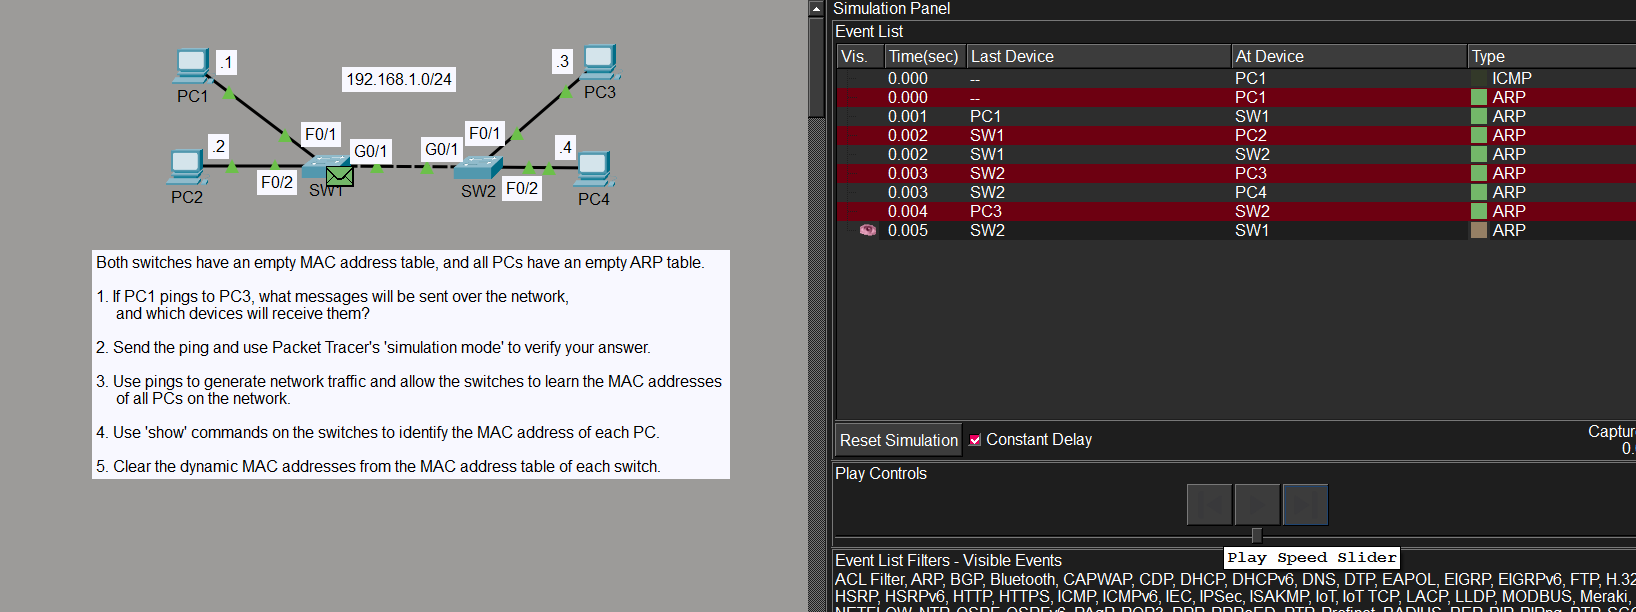 .1
PC1
192.168.1.0/24
.3
PC3
F0/1
F0/1
.2
G0/1
G0/1
.4
PC2
F0/2
SW1
SW2
F0/2
PC4
Both switches have an empty MAC address table, and all PCs have an empty ARP table.
1. If PC1 pings to PC3, what messages will be sent over the network,
and which devices will receive them?
2. Send the ping and use Packet Tracer's 'simulation mode' to verify your answer.
3. Use pings to generate network traffic and allow the switches to learn the MAC addresses
of all PCs on the network.
4. Use 'show' commands on the switches to identify the MAC address of each PC.
5. Clear the dynamic MAC addresses from the MAC address table of each switch.
Simulation Panel
Event List
Vis. Time(sec) Last Device At Device Type
0.000 -- PC1 ICMP
0.000 -- PC1 ARP
0.001 PC1 SW1 ARP
0.002 SW1 PC2 ARP
0.002 SW1 SW2 ARP
0.003 SW2 PC3 ARP
0.003 SW2 PC4 ARP
0.004 PC3 SW2 ARP
0.005 SW2 SW1 ARP
Reset Simulation Constant Delay Captur
0.
Play Controls
Play Speed Slider
Event List Filters - Visible Events
ACL Filter, ARP, BGP, Bluetooth, CAPWAP, CDP, DHCP, DHCPv6, DNS, DTP, EAPOL, EIGRP, EIGRPv6, FTP, H.32
HSRP, HSRPv6, HTTP, HTTPS, ICMP, ICMPv6, IEC, IPSec, ISAKMP, IoT, IoT TCP, LACP, LLDP, MODBUS, Meraki,